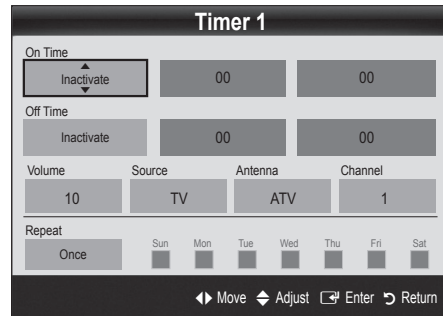 Timer 1
On Time
Inactivate 00 00
Off Time
Inactivate 00 00
Volume Source Antenna Channel
10 TV ATV 1
Repeat
Once Sun Mon Tue Wed Thu Fri Sat
Move Adjust Enter Return